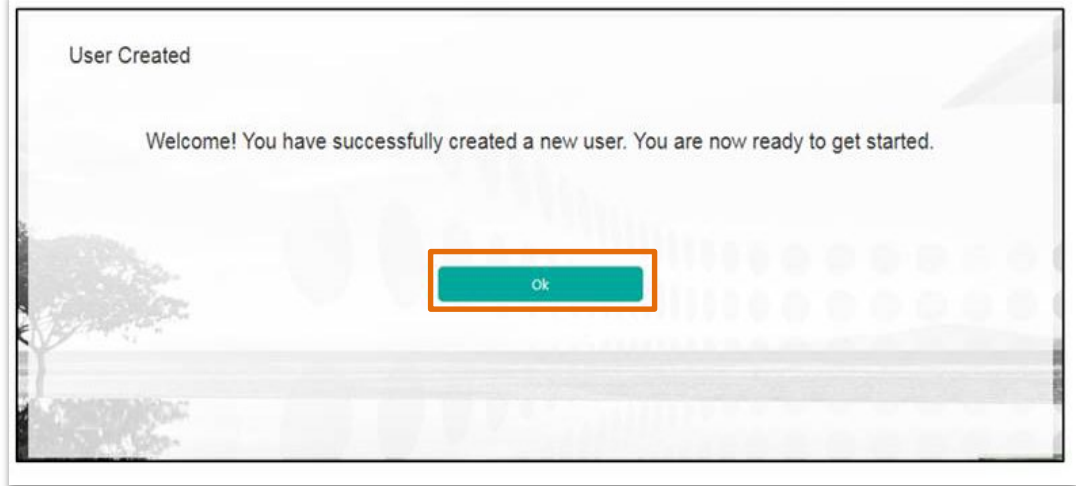 User Created
Welcome! You have successfully created a new user. You are now ready to get started.
Ok